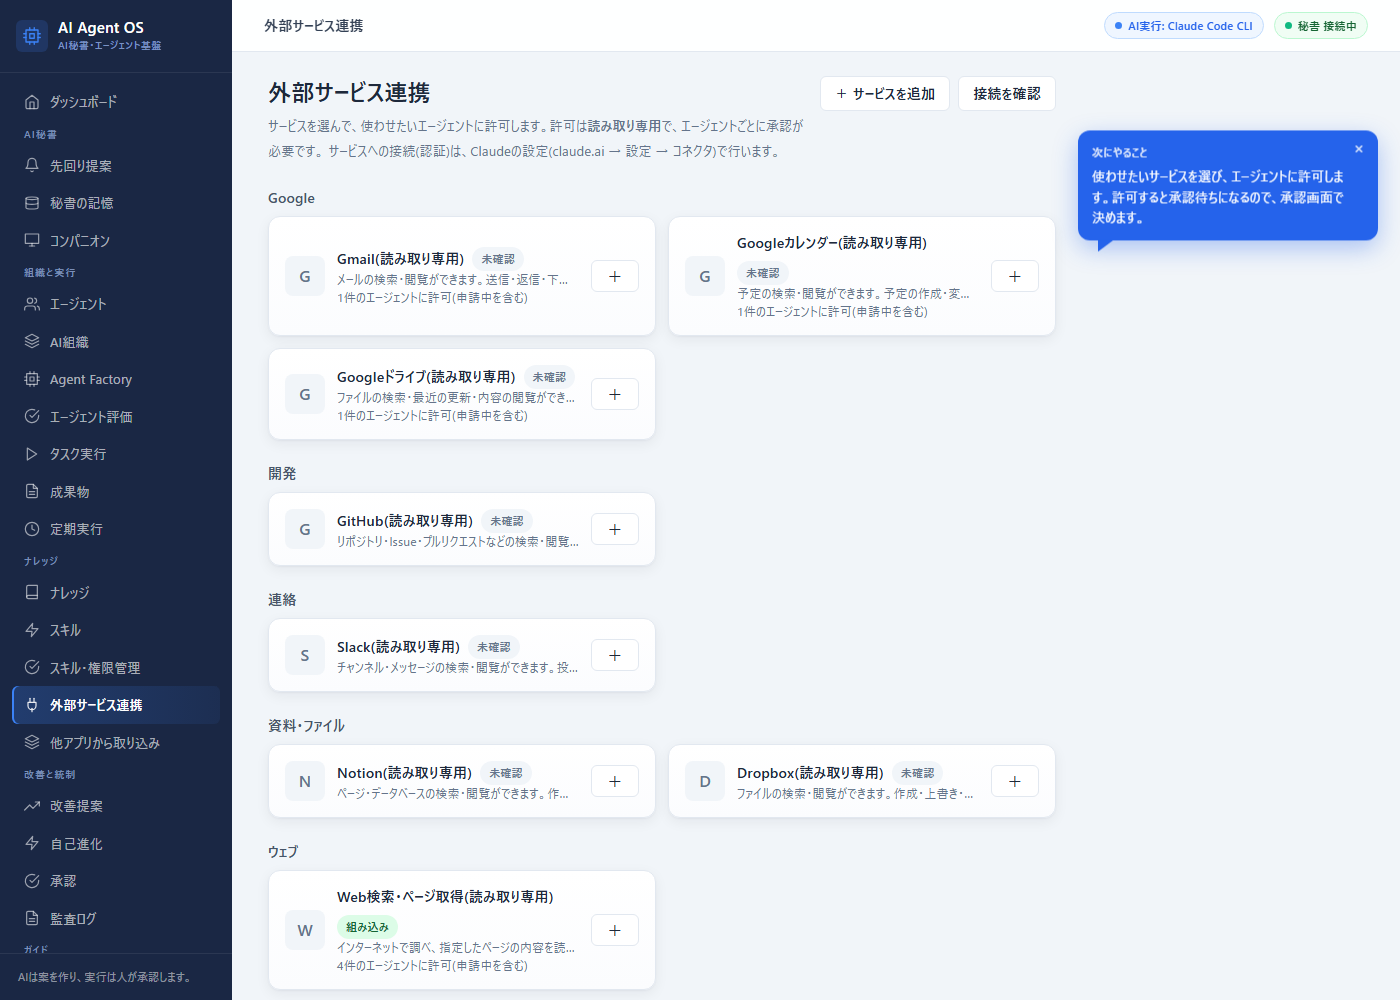 AI Agent OS
AI秘書・エージェント基盤
ダッシュボード
AI秘書
先回り提案
秘書の記憶
コンパニオン
組織と実行
エージェント
AI組織
Agent Factory
エージェント評価
タスク実行
成果物
定期実行
ナレッジ
ナレッジ
スキル
スキル・権限管理
外部サービス連携
他アプリから取り込み
改善と統制
改善提案
自己進化
承認
監査ログ
ガイド
AIは案を作り、実行は人が承認します。
外部サービス連携
AI実行: Claude Code CLI
秘書 接続中
外部サービス連携
＋ サービスを追加
接続を確認
サービスを選んで、使わせたいエージェントに許可します。許可は読み取り専用で、エージェントごとに承認が
必要です。サービスへの接続(認証)は、Claudeの設定(claude.ai → 設定 → コネクタ)で行います。
次にやること
×
使わせたいサービスを選び、エージェントに許可しま
す。許可すると承認待ちになるので、承認画面で
決めます。
Google
G
Gmail(読み取り専用)
未確認
メールの検索・閲覧ができます。送信・返信・下...
1件のエージェントに許可(申請中を含む)
＋
G
Googleカレンダー(読み取り専用)
未確認
予定の検索・閲覧ができます。予定の作成・変...
1件のエージェントに許可(申請中を含む)
＋
G
Googleドライブ(読み取り専用)
未確認
ファイルの検索・最近の更新・内容の閲覧ができ...
1件のエージェントに許可(申請中を含む)
＋
開発
G
GitHub(読み取り専用)
未確認
リポジトリ・Issue・プルリクエストなどの検索・閲覧...
＋
連絡
S
Slack(読み取り専用)
未確認
チャンネル・メッセージの検索・閲覧ができます。投...
＋
資料・ファイル
N
Notion(読み取り専用)
未確認
ページ・データベースの検索・閲覧ができます。作...
＋
D
Dropbox(読み取り専用)
未確認
ファイルの検索・閲覧ができます。作成・上書き・...
＋
ウェブ
W
Web検索・ページ取得(読み取り専用)
組み込み
インターネットで調べ、指定したページの内容を読...
4件のエージェントに許可(申請中を含む)
＋